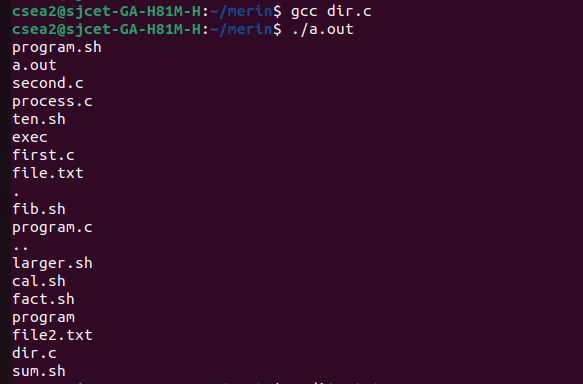 csea2@sjcet-GA-H81M-H:~/merin$ gcc dir.c
csea2@sjcet-GA-H81M-H:~/merin$ ./a.out
program.sh
a.out
second.c
process.c
ten.sh
exec
first.c
file.txt
.
fib.sh
program.c
..
larger.sh
cal.sh
fact.sh
program
file2.txt
dir.c
sum.sh